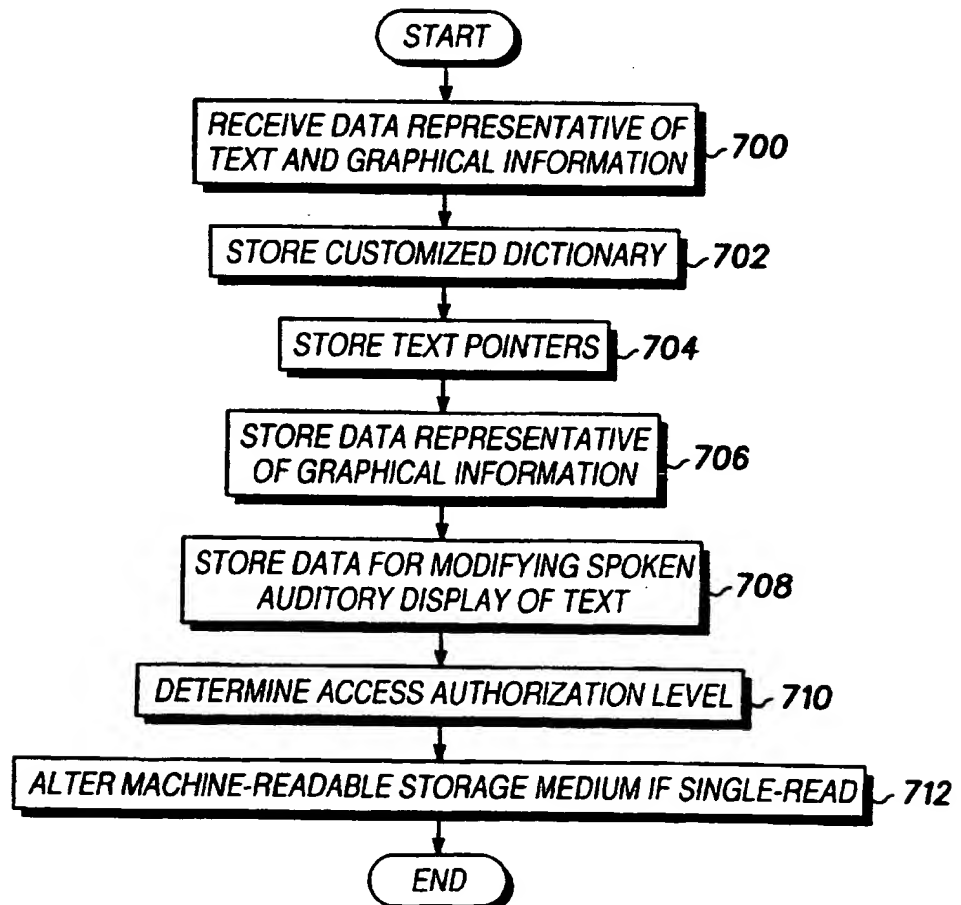 START
RECEIVE DATA REPRESENTATIVE OF
TEXT AND GRAPHICAL INFORMATION
700
STORE CUSTOMIZED DICTIONARY
702
STORE TEXT POINTERS
704
STORE DATA REPRESENTATIVE
OF GRAPHICAL INFORMATION
706
STORE DATA FOR MODIFYING SPOKEN
AUDITORY DISPLAY OF TEXT
708
DETERMINE ACCESS AUTHORIZATION LEVEL
710
ALTER MACHINE-READABLE STORAGE MEDIUM IF SINGLE-READ
712
END